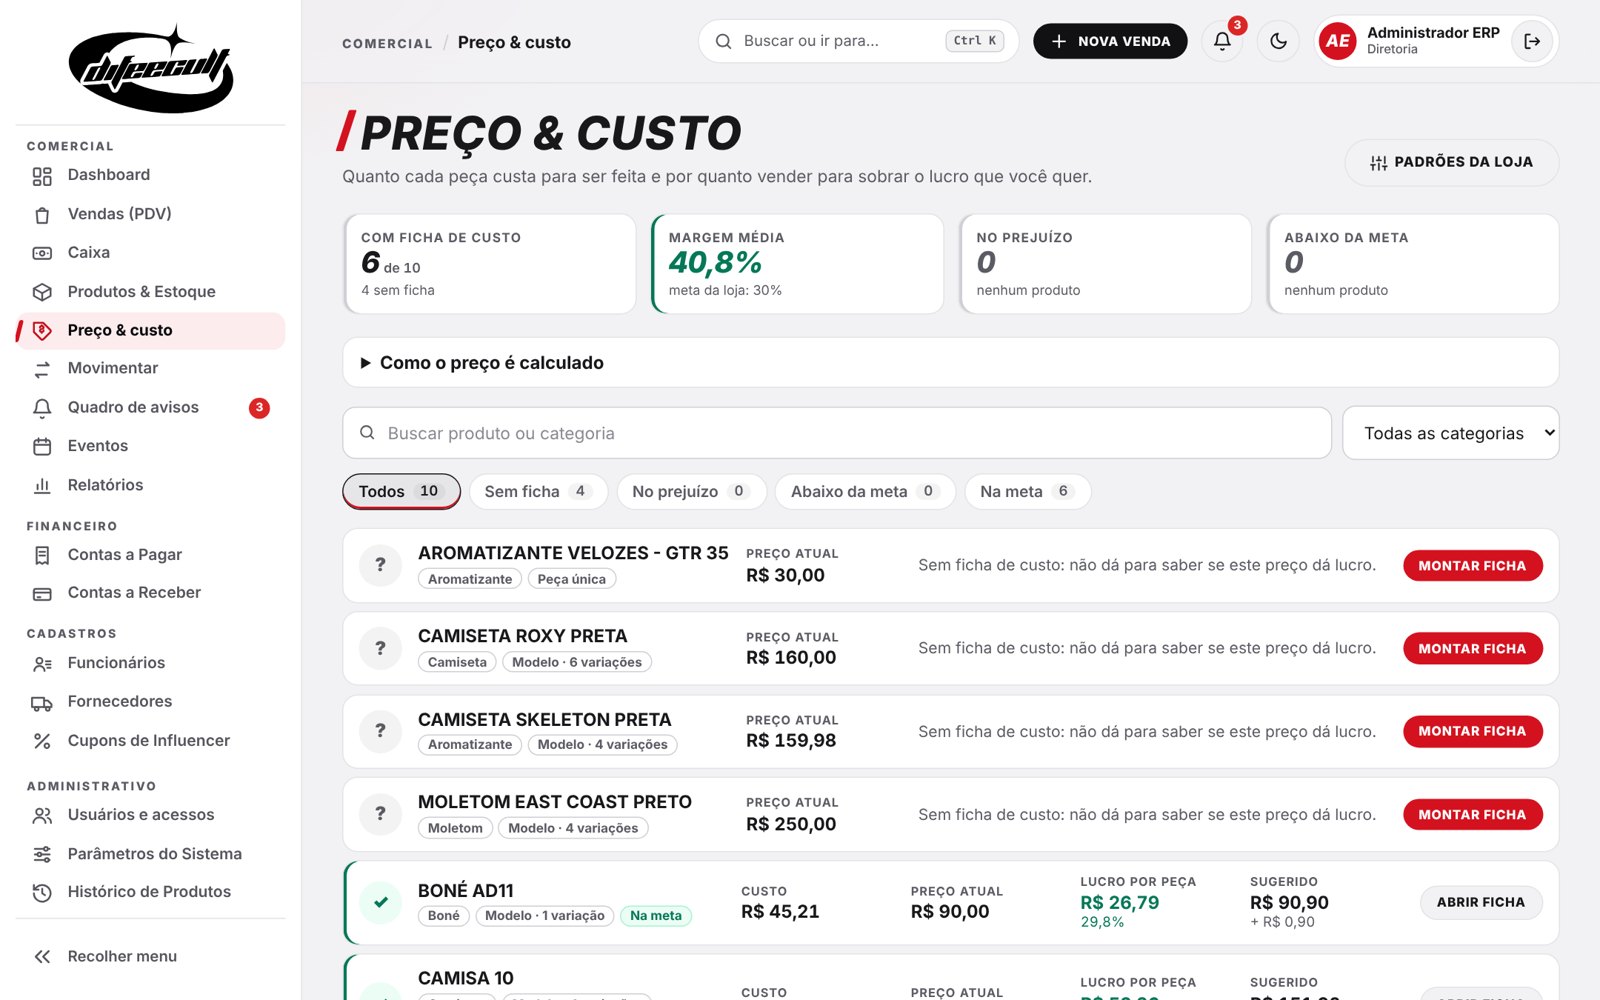 difeecult
COMERCIAL
Dashboard
Vendas (PDV)
Caixa
Produtos & Estoque
Preço & custo
Movimentar
Quadro de avisos 3
Eventos
Relatórios
FINANCEIRO
Contas a Pagar
Contas a Receber
CADASTROS
Funcionários
Fornecedores
Cupons de Influencer
ADMINISTRATIVO
Usuários e acessos
Parâmetros do Sistema
Histórico de Produtos
Recolher menu
COMERCIAL / Preço & custo
Buscar ou ir para... Ctrl K
NOVA VENDA
3
AE
Administrador ERP
Diretoria
/PREÇO & CUSTO
Quanto cada peça custa para ser feita e por quanto vender para sobrar o lucro que você quer.
PADRÕES DA LOJA
COM FICHA DE CUSTO
6 de 10
4 sem ficha
MARGEM MÉDIA
40,8%
meta da loja: 30%
NO PREJUÍZO
0
nenhum produto
ABAIXO DA META
0
nenhum produto
Como o preço é calculado
Buscar produto ou categoria
Todas as categorias
Todos 10
Sem ficha 4
No prejuízo 0
Abaixo da meta 0
Na meta 6
?
AROMATIZANTE VELOZES - GTR 35
Aromatizante
Peça única
PREÇO ATUAL
R$ 30,00
Sem ficha de custo: não dá para saber se este preço dá lucro.
MONTAR FICHA
?
CAMISETA ROXY PRETA
Camiseta
Modelo · 6 variações
PREÇO ATUAL
R$ 160,00
Sem ficha de custo: não dá para saber se este preço dá lucro.
MONTAR FICHA
?
CAMISETA SKELETON PRETA
Aromatizante
Modelo · 4 variações
PREÇO ATUAL
R$ 159,98
Sem ficha de custo: não dá para saber se este preço dá lucro.
MONTAR FICHA
?
MOLETOM EAST COAST PRETO
Moletom
Modelo · 4 variações
PREÇO ATUAL
R$ 250,00
Sem ficha de custo: não dá para saber se este preço dá lucro.
MONTAR FICHA
BONÉ AD11
Boné
Modelo · 1 variação
Na meta
CUSTO
R$ 45,21
PREÇO ATUAL
R$ 90,00
LUCRO POR PEÇA
R$ 26,79
29,8%
SUGERIDO
R$ 90,90
+ R$ 0,90
ABRIR FICHA
CAMISA 10
CUSTO
PREÇO ATUAL
LUCRO POR PEÇA
SUGERIDO